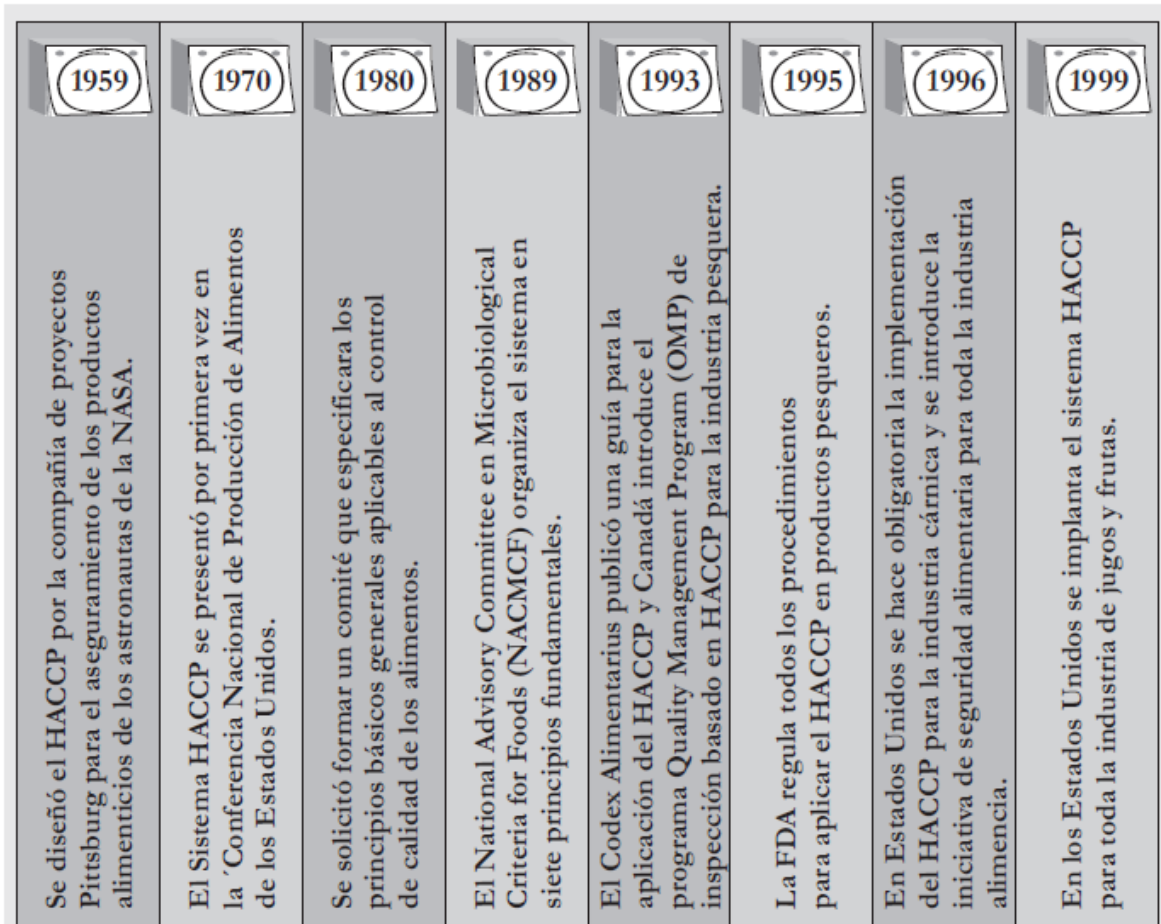 1959
Se diseñó el HACCP por la compañía de proyectos
Pittsburg para el aseguramiento de los productos
alimenticios de los astronautas de la NASA.
1970
El Sistema HACCP se presentó por primera vez en
la ´Conferencia Nacional de Producción de Alimentos
de los Estados Unidos.
1980
Se solicitó formar un comité que especificara los
principios básicos generales aplicables al control
de calidad de los alimentos.
1989
El National Advisory Committee en Microbiological
Criteria for Foods (NACMCF) organiza el sistema en
siete principios fundamentales.
1993
El Codex Alimentarius publicó una guía para la
aplicación del HACCP y Canadá introduce el
programa Quality Management Program (OMP) de
inspección basado en HACCP para la industria pesquera.
1995
La FDA regula todos los procedimientos
para aplicar el HACCP en productos pesqueros.
1996
En Estados Unidos se hace obligatoria la implementación
del HACCP para la industria cárnica y se introduce la
iniciativa de seguridad alimentaria para toda la industria
alimencia.
1999
En los Estados Unidos se implanta el sistema HACCP
para toda la industria de jugos y frutas.